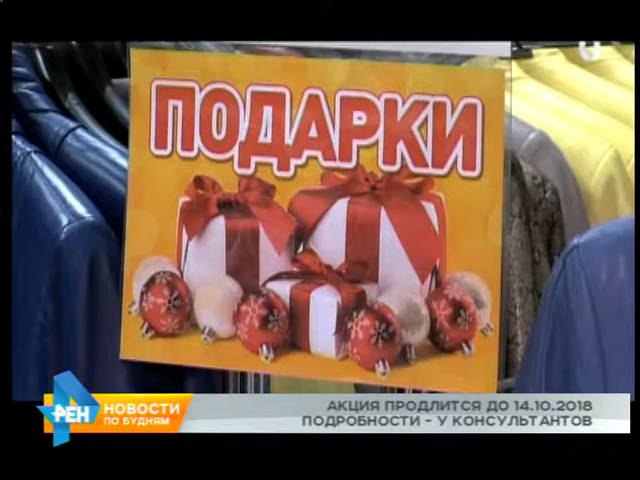 ПОДАРКИ
РЕН
НОВОСТИ
ПО БУДНЯМ
АКЦИЯ ПРОДЛИТСЯ ДО 14.10.2018
ПОДРОБНОСТИ - У КОНСУЛЬТАНТОВ